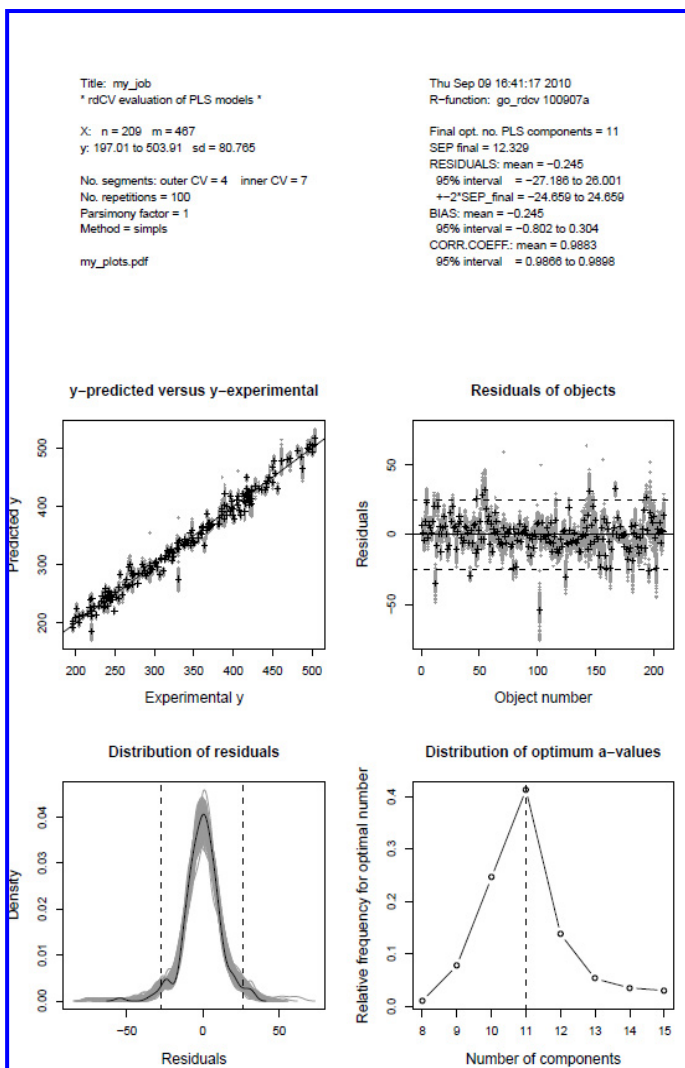 Title: my_job
* rdCV evaluation of PLS models *
X: n = 209 m = 467
y: 197.01 to 503.91 sd = 80.765
No. segments: outer CV = 4 inner CV = 7
No. repetitions = 100
Parsimony factor = 1
Method = simpls
my_plots.pdf
Thu Sep 09 16:41:17 2010
R-function: go_rdcv 100907a
Final opt. no. PLS components = 11
SEP final = 12.329
RESIDUALS: mean = −0.245
95% interval = −27.186 to 26.001
+−2*SEP_final = −24.659 to 24.659
BIAS: mean = −0.245
95% interval = −0.802 to 0.304
CORR.COEFF.: mean = 0.9883
95% interval = 0.9866 to 0.9898
y−predicted versus y−experimental
Predicted y
500
400
300
200
200 250 300 350 400 450 500
Experimental y
Residuals of objects
Residuals
50
0
−50
0 50 100 150 200
Object number
Distribution of residuals
Density
0.04
0.03
0.02
0.01
0.00
−50 0 50
Residuals
Distribution of optimum a−values
Relative frequency for optimal number
0.4
0.3
0.2
0.1
0.0
8 9 10 11 12 13 14 15
Number of components